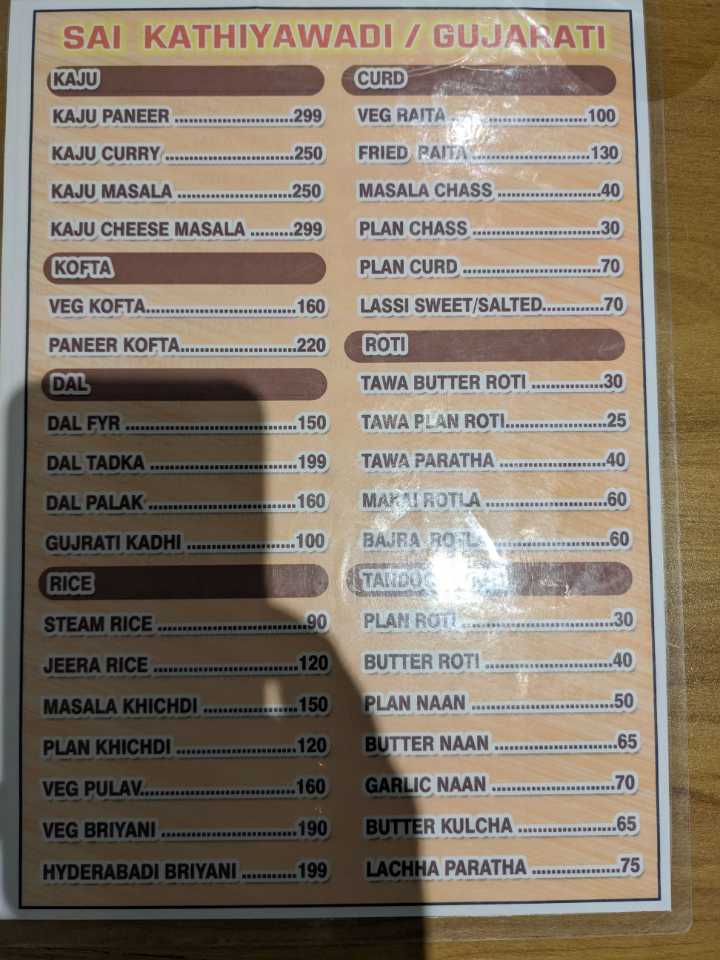 SAI KATHIYAWADI / GUJARATI
KAJU
KAJU PANEER ........................299
KAJU CURRY ..........................250
KAJU MASALA .......................250
KAJU CHEESE MASALA .........299
KOFTA
VEG KOFTA..............................160
PANEER KOFTA.......................220
DAL
DAL FYR ..................................150
DAL TADKA .............................199
DAL PALAK .............................160
GUJRATI KADHI ......................100
RICE
STEAM RICE .............................90
JEERA RICE ............................120
MASALA KHICHDI ...................150
PLAN KHICHDI ........................120
VEG PULAV..............................160
VEG BRIYANI ...........................190
HYDERABADI BRIYANI ...........199
CURD
VEG RAITA ..........................100
FRIED RAITA .......................130
MASALA CHASS ....................40
PLAN CHASS ........................30
PLAN CURD ..........................70
LASSI SWEET/SALTED............70
ROTI
TAWA BUTTER ROTI ..............30
TAWA PLAN ROTI...................25
TAWA PARATHA ....................40
MAKAI ROTLA .......................60
BAJRA ROTLA .......................60
PLAN ROTI ...........................30
BUTTER ROTI ........................40
PLAN NAAN ..........................50
BUTTER NAAN .......................65
GARLIC NAAN .......................70
BUTTER KULCHA ...................65
LACHHA PARATHA .................75